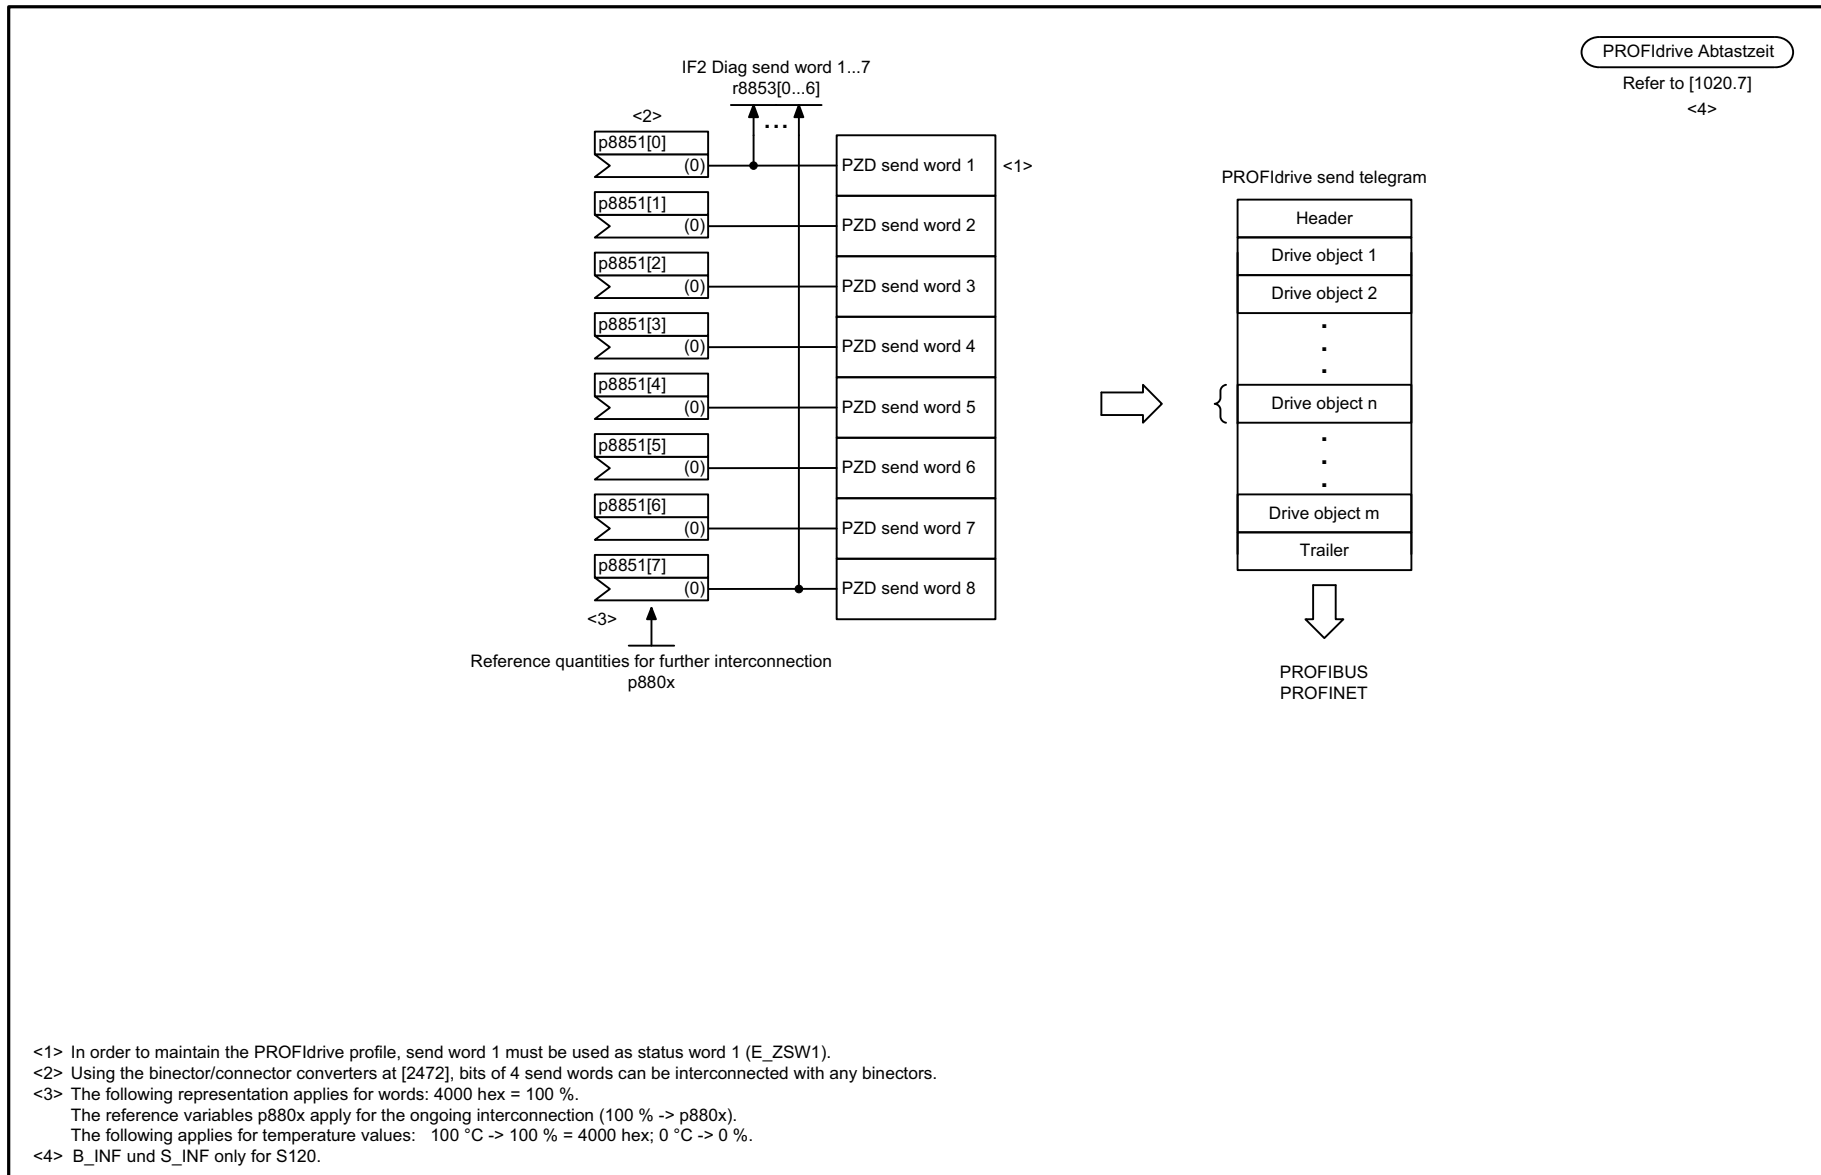 PROFIdrive Abtastzeit
Refer to [1020.7]
<4>
IF2 Diag send word 1...7
r8853[0...6]
<2>
...
p8851[0]
(0)
PZD send word 1
<1>
p8851[1]
(0)
PZD send word 2
p8851[2]
(0)
PZD send word 3
p8851[3]
(0)
PZD send word 4
p8851[4]
(0)
PZD send word 5
p8851[5]
(0)
PZD send word 6
p8851[6]
(0)
PZD send word 7
p8851[7]
(0)
PZD send word 8
<3>
Reference quantities for further interconnection
p880x
PROFIdrive send telegram
Header
Drive object 1
Drive object 2
.
.
.
Drive object n
.
.
.
Drive object m
Trailer
PROFIBUS
PROFINET
<1> In order to maintain the PROFIdrive profile, send word 1 must be used as status word 1 (E_ZSW1).
<2> Using the binector/connector converters at [2472], bits of 4 send words can be interconnected with any binectors.
<3> The following representation applies for words: 4000 hex = 100 %.
The reference variables p880x apply for the ongoing interconnection (100 % -> p880x).
The following applies for temperature values: 100 °C -> 100 % = 4000 hex; 0 °C -> 0 %.
<4> B_INF und S_INF only for S120.